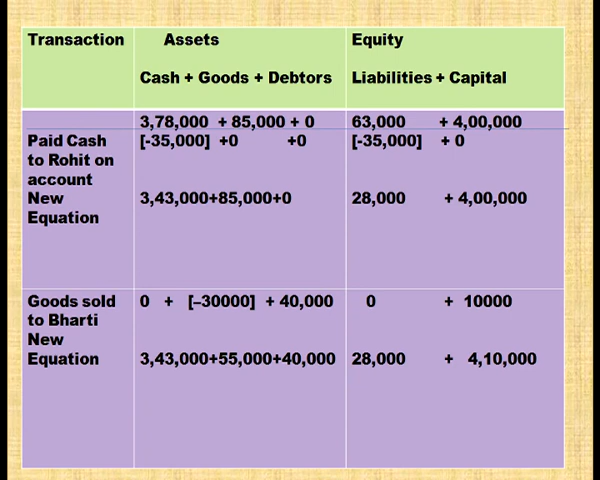 Transaction Assets Equity
Cash + Goods + Debtors Liabilities + Capital
3,78,000 + 85,000 + 0 63,000 + 4,00,000
Paid Cash [-35,000] +0 +0 [-35,000] + 0
to Rohit on
account
New 3,43,000+85,000+0 28,000 + 4,00,000
Equation
Goods sold 0 + [–30000] + 40,000 0 + 10000
to Bharti
New
Equation 3,43,000+55,000+40,000 28,000 + 4,10,000